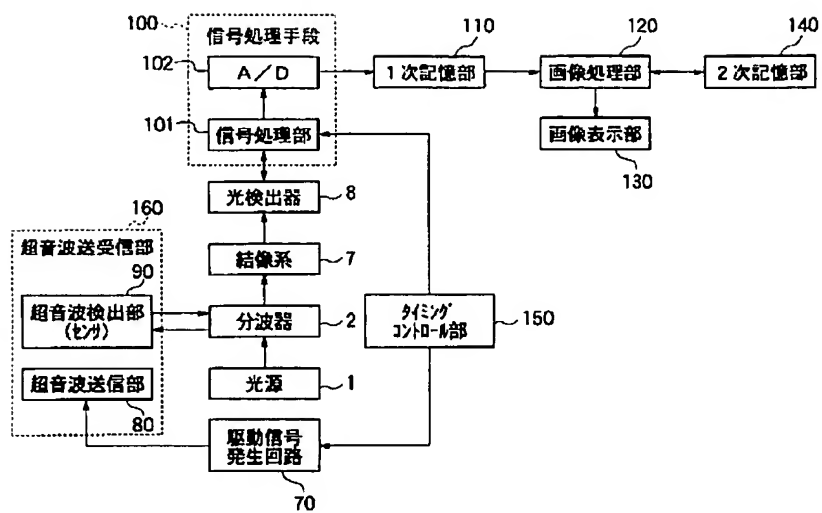 100
信号処理手段
102
A／D
101
信号処理部
110
1次記憶部
120
画像処理部
140
2次記憶部
画像表示部
130
光検出器
8
160
超音波送受信部
90
超音波検出部
(センサ)
結像系
7
分波器
2
タイミング
コントロール部
150
超音波送信部
80
光源
1
駆動信号
発生回路
70